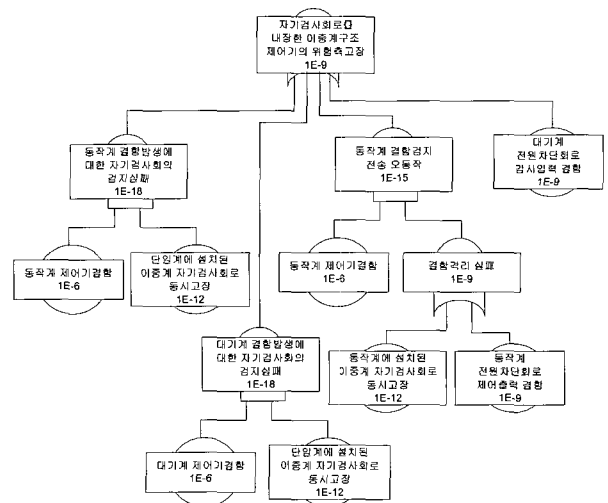 자기검사회로를
내장한 이중계구조
제어기의 위험측고장
1E-9
동작계 결함발생에
대한 자기검사회의
검지실패
1E-18
동작계 결함검지
전송 오동작
1E-15
대기계
전원차단회로
검사입력 결함
1E-9
동작계 제어기결함
1E-6
단일계에 설치된
이중계 자기검사회로
동시고장
1E-12
동작계 제어기결함
1E-6
결함격리 실패
1E-9
대기계 결함발생에
대한 자기검사회의
검지실패
1E-18
동작계에 설치된
이중계 자기검사회로
동시고장
1E-12
동작계
전원차단회로
제어출력 결함
1E-9
대기계 제어기결함
1E-6
단일계에 설치된
이중계 자기검사회로
동시고장
1E-12